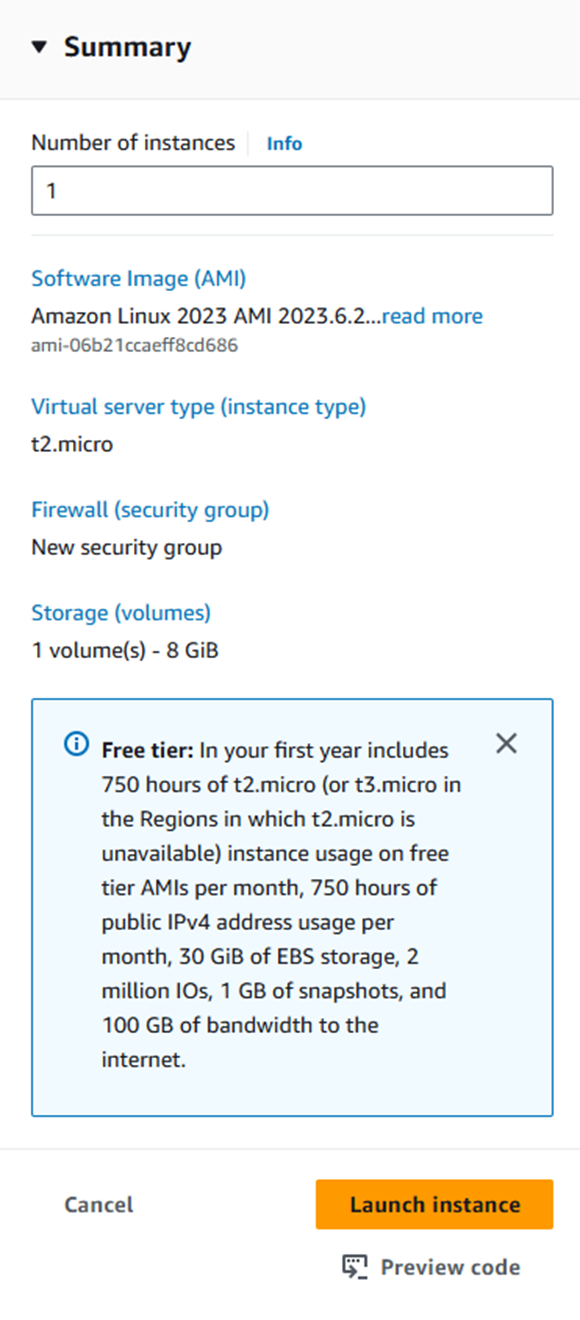 Summary
Number of instances Info
1
Software Image (AMI)
Amazon Linux 2023 AMI 2023.6.2...read more
ami-06b21ccaeff8cd686
Virtual server type (instance type)
t2.micro
Firewall (security group)
New security group
Storage (volumes)
1 volume(s) - 8 GiB
Free tier: In your first year includes
750 hours of t2.micro (or t3.micro in
the Regions in which t2.micro is
unavailable) instance usage on free
tier AMIs per month, 750 hours of
public IPv4 address usage per
month, 30 GiB of EBS storage, 2
million IOs, 1 GB of snapshots, and
100 GB of bandwidth to the
internet.
Cancel
Launch instance
Preview code